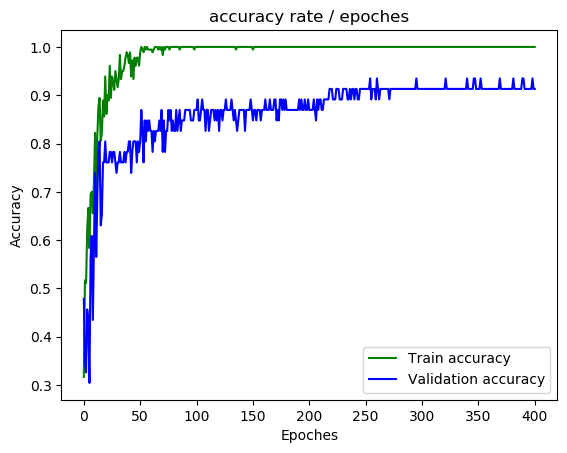 accuracy rate / epoches
1.0
0.9
0.8
0.7
0.6
0.5
0.4
0.3
Accuracy
0 50 100 150 200 250 300 350 400
Epoches
Train accuracy
Validation accuracy